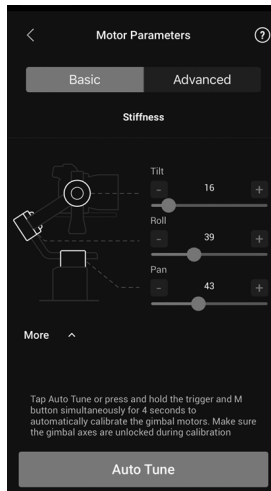 Motor Parameters
?
Basic Advanced
Stiffness
Tilt
- 16 +
Roll
- 39 +
Pan
- 43 +
More
Tap Auto Tune or press and hold the trigger and M
button simultaneously for 4 seconds to
automatically calibrate the gimbal motors. Make sure
the gimbal axes are unlocked during calibration
Auto Tune